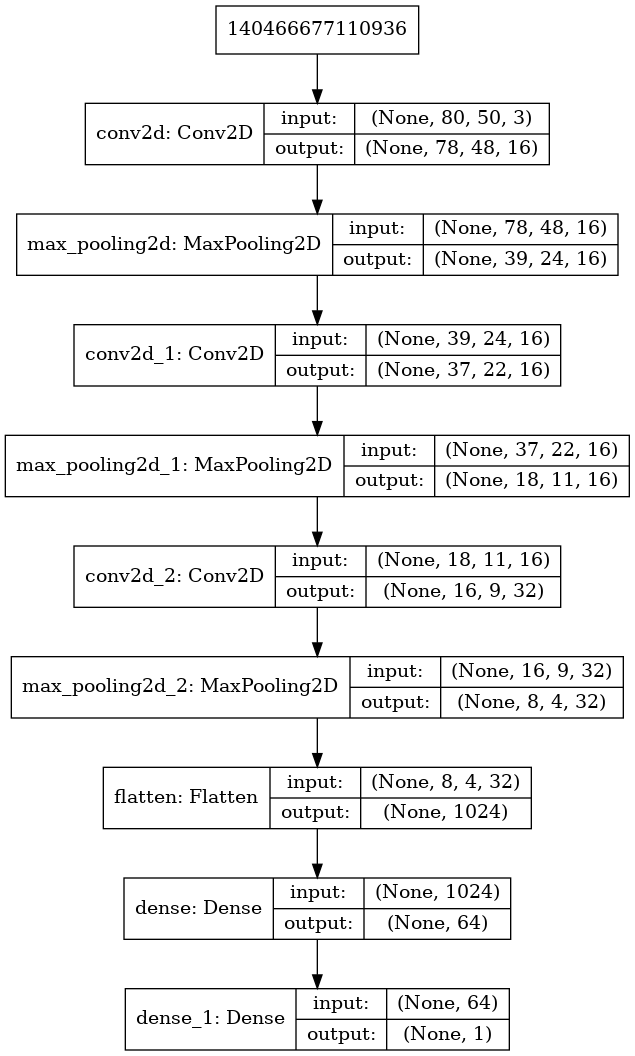 140466677110936
conv2d: Conv2D
input: (None, 80, 50, 3)
output: (None, 78, 48, 16)
max_pooling2d: MaxPooling2D
input: (None, 78, 48, 16)
output: (None, 39, 24, 16)
conv2d_1: Conv2D
input: (None, 39, 24, 16)
output: (None, 37, 22, 16)
max_pooling2d_1: MaxPooling2D
input: (None, 37, 22, 16)
output: (None, 18, 11, 16)
conv2d_2: Conv2D
input: (None, 18, 11, 16)
output: (None, 16, 9, 32)
max_pooling2d_2: MaxPooling2D
input: (None, 16, 9, 32)
output: (None, 8, 4, 32)
flatten: Flatten
input: (None, 8, 4, 32)
output: (None, 1024)
dense: Dense
input: (None, 1024)
output: (None, 64)
dense_1: Dense
input: (None, 64)
output: (None, 1)